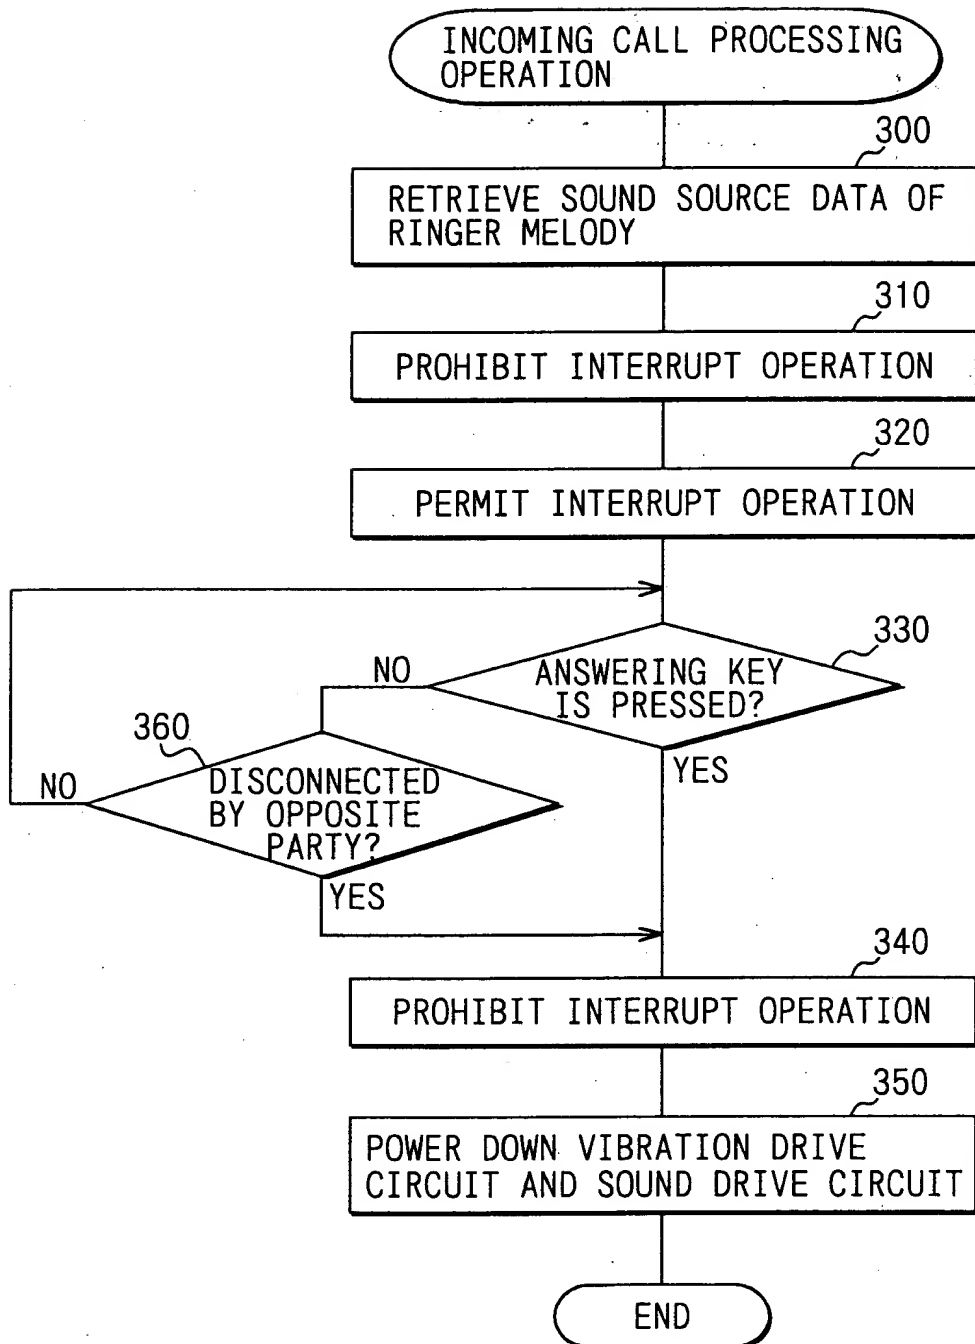 INCOMING CALL PROCESSING
OPERATION
300
RETRIEVE SOUND SOURCE DATA OF
RINGER MELODY
310
PROHIBIT INTERRUPT OPERATION
320
PERMIT INTERRUPT OPERATION
330
NO
ANSWERING KEY
IS PRESSED?
360
YES
NO
DISCONNECTED
BY OPPOSITE
PARTY?
YES
340
PROHIBIT INTERRUPT OPERATION
350
POWER DOWN VIBRATION DRIVE
CIRCUIT AND SOUND DRIVE CIRCUIT
END